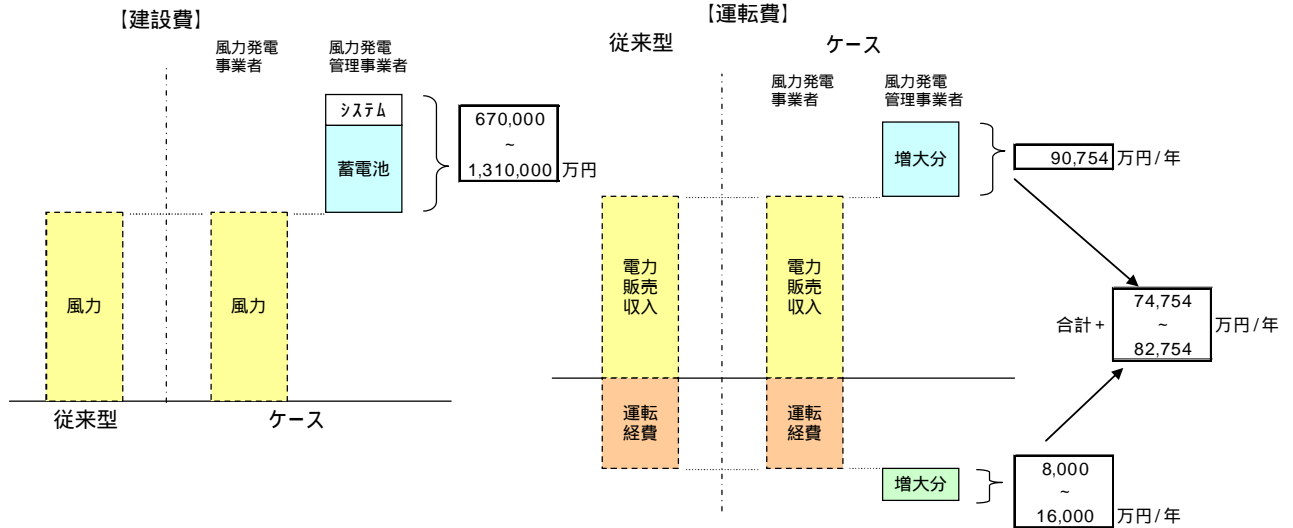 【建設費】
風力発電
事業者
風力発電
管理事業者
ｼｽﾃﾑ
蓄電池
670,000
~
1,310,000 万円
風力
風力
従来型
ケース
【運転費】
従来型
ケース
風力発電
事業者
風力発電
管理事業者
増大分
90,754 万円/年
電力
販売
収入
電力
販売
収入
合計+
74,754
~
82,754
万円/年
運転
経費
運転
経費
増大分
8,000
~
16,000 万円/年